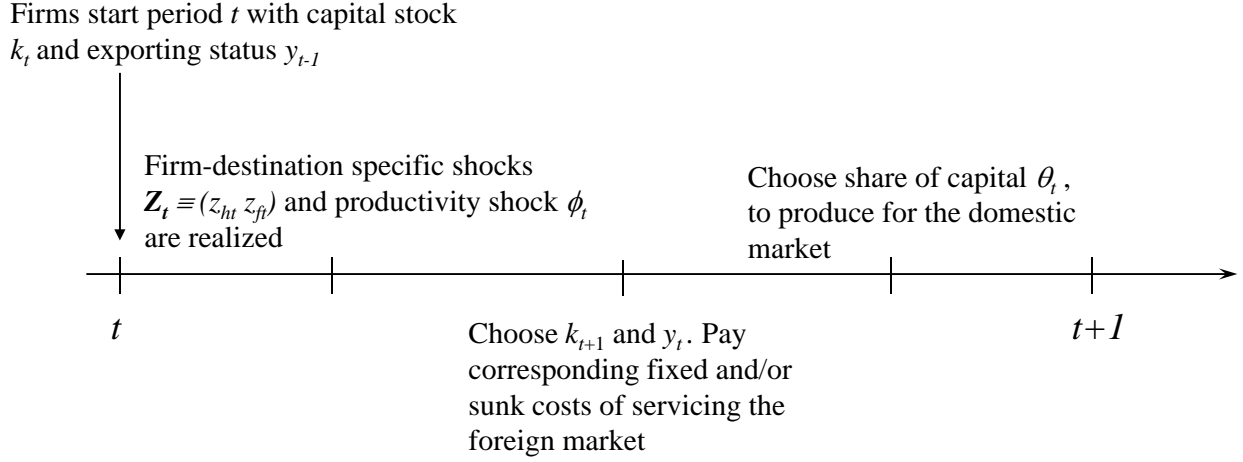 Firms start period t with capital stock
k_t and exporting status y_{t-1}
Firm-destination specific shocks
Z_t ≡ (z_{ht} z_{ft}) and productivity shock ϕ_t
are realized
Choose share of capital θ_t ,
to produce for the domestic
market
t
t+1
Choose k_{t+1} and y_t. Pay
corresponding fixed and/or
sunk costs of servicing the
foreign market